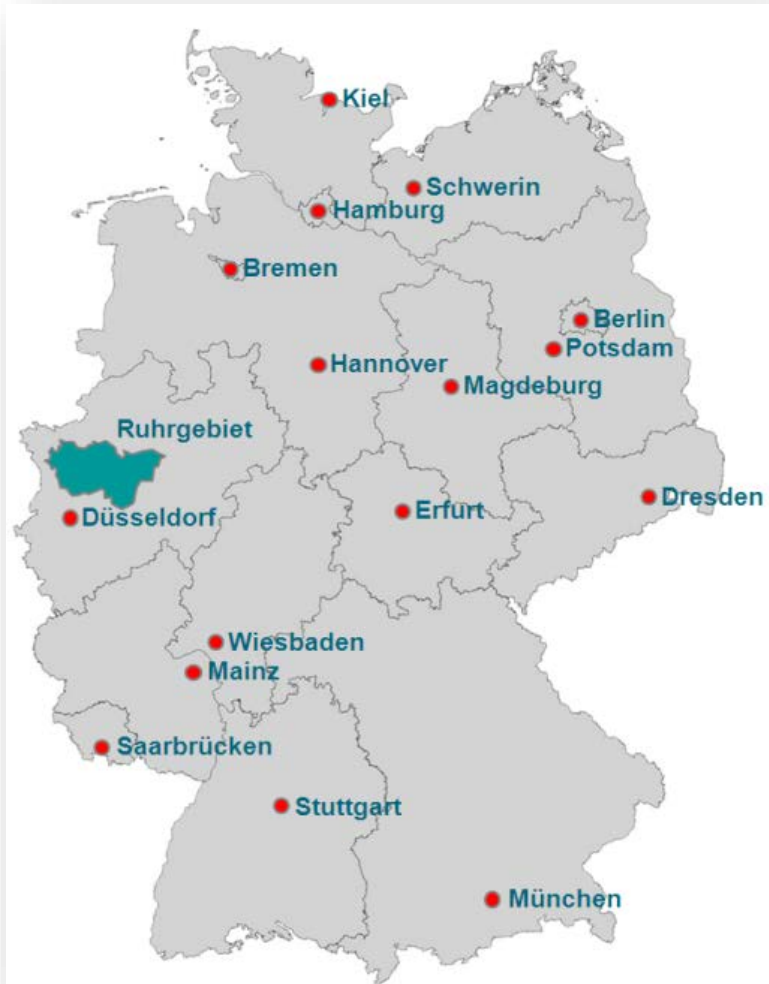 Kiel
Schwerin
Hamburg
Bremen
Berlin
Potsdam
Hannover
Magdeburg
Ruhrgebiet
Dresden
Erfurt
Düsseldorf
Wiesbaden
Mainz
Saarbrücken
Stuttgart
München